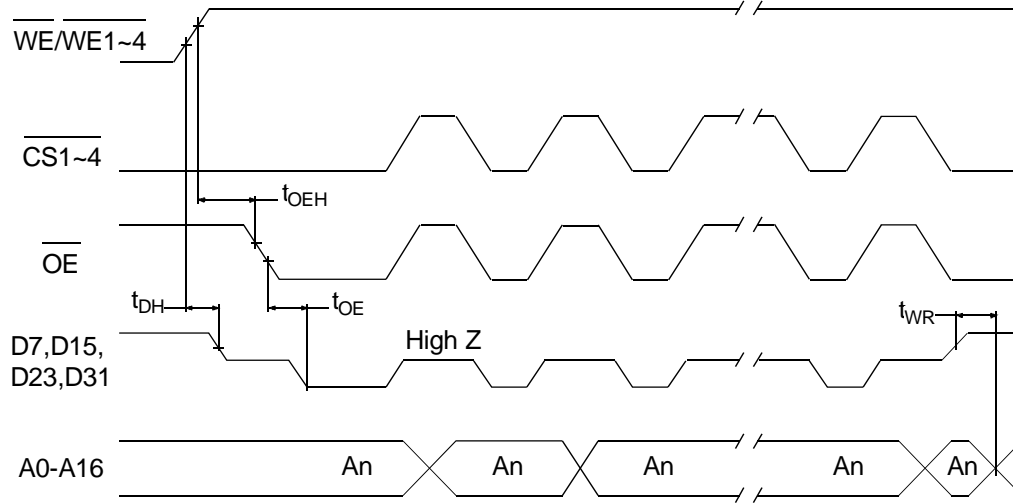 WE/WE1~4
CS1~4
tOEH
OE
tDH
tOE
tWR
D7,D15,
D23,D31
High Z
A0-A16
An
An
An
An
An